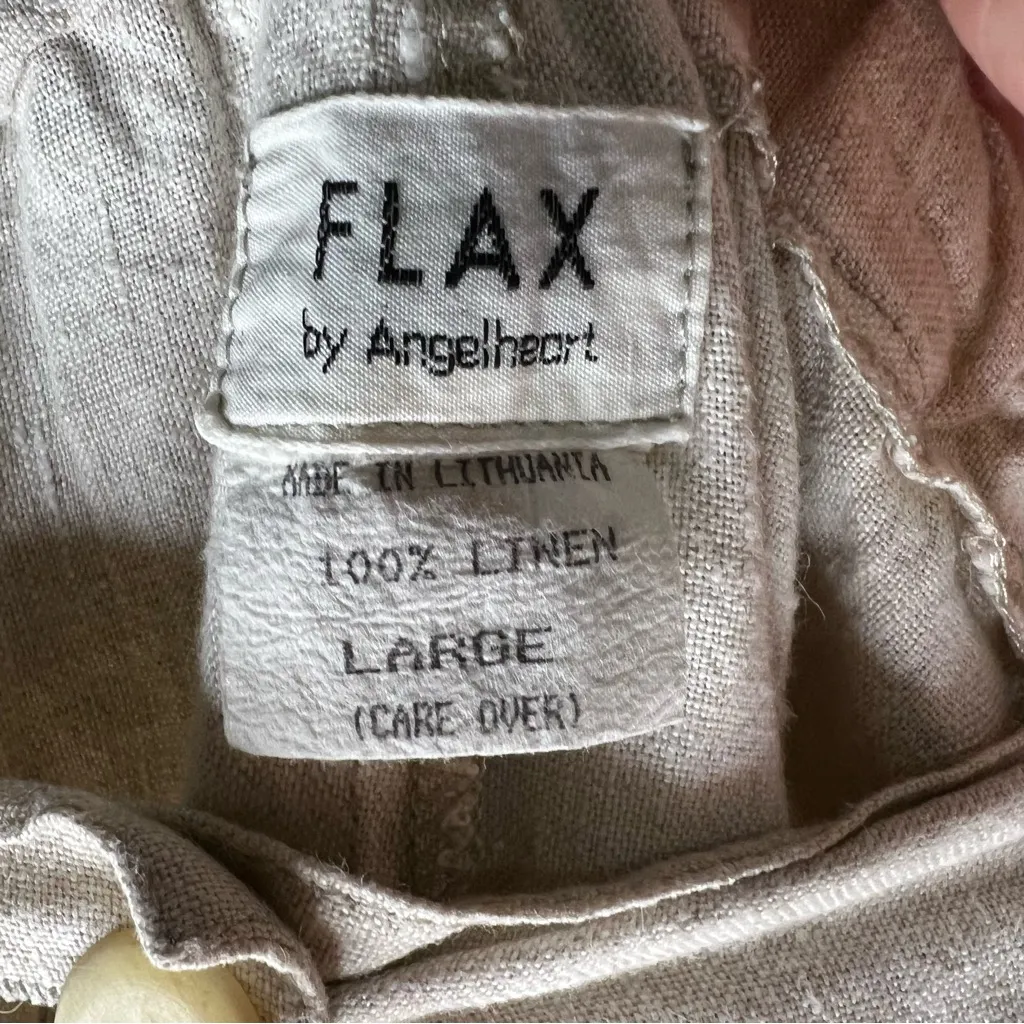 FLAX
by Angelheart
MADE IN LITHUANIA
100% LINEN
LARGE
(CARE OVER)